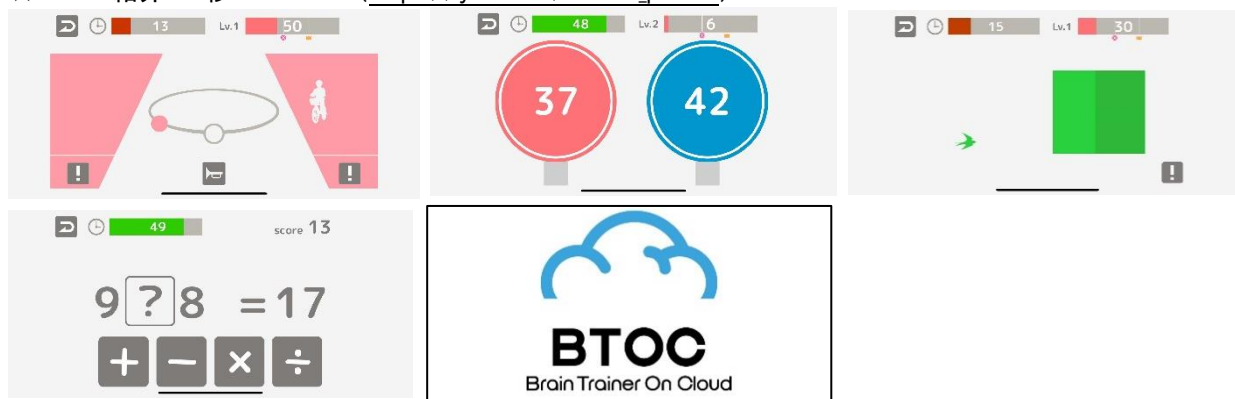 13 Lv.1 50
! !
48 Lv.2 6
37 42
15 Lv.1 30
!
49 score 13
9 ? 8 = 17
+ − × ÷
BTOC
Brain Trainer On Cloud